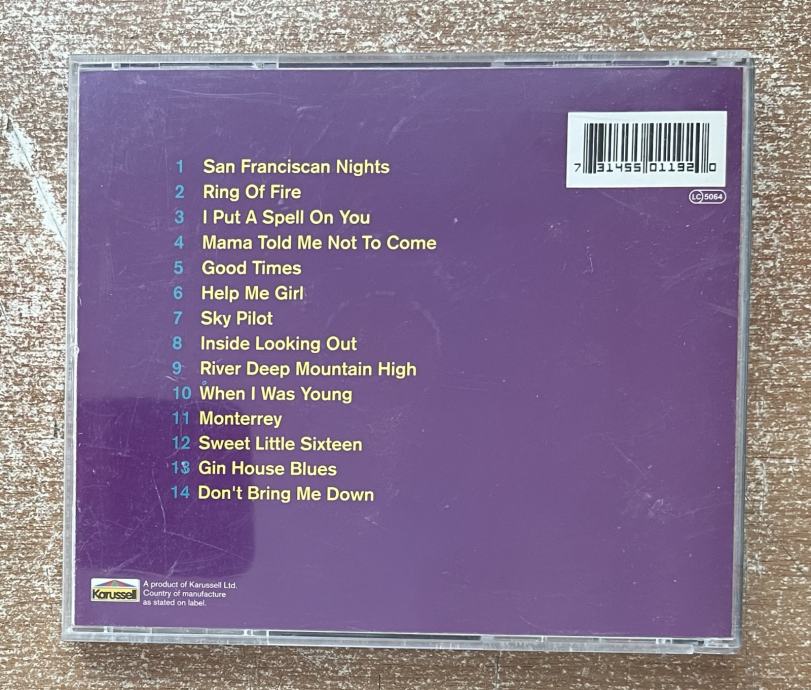 7 31455 01192 0
LC 5064
1 San Franciscan Nights
2 Ring Of Fire
3 I Put A Spell On You
4 Mama Told Me Not To Come
5 Good Times
6 Help Me Girl
7 Sky Pilot
8 Inside Looking Out
9 River Deep Mountain High
10 When I Was Young
11 Monterrey
12 Sweet Little Sixteen
13 Gin House Blues
14 Don't Bring Me Down
Karussell
A product of Karussell Ltd.
Country of manufacture
as stated on label.